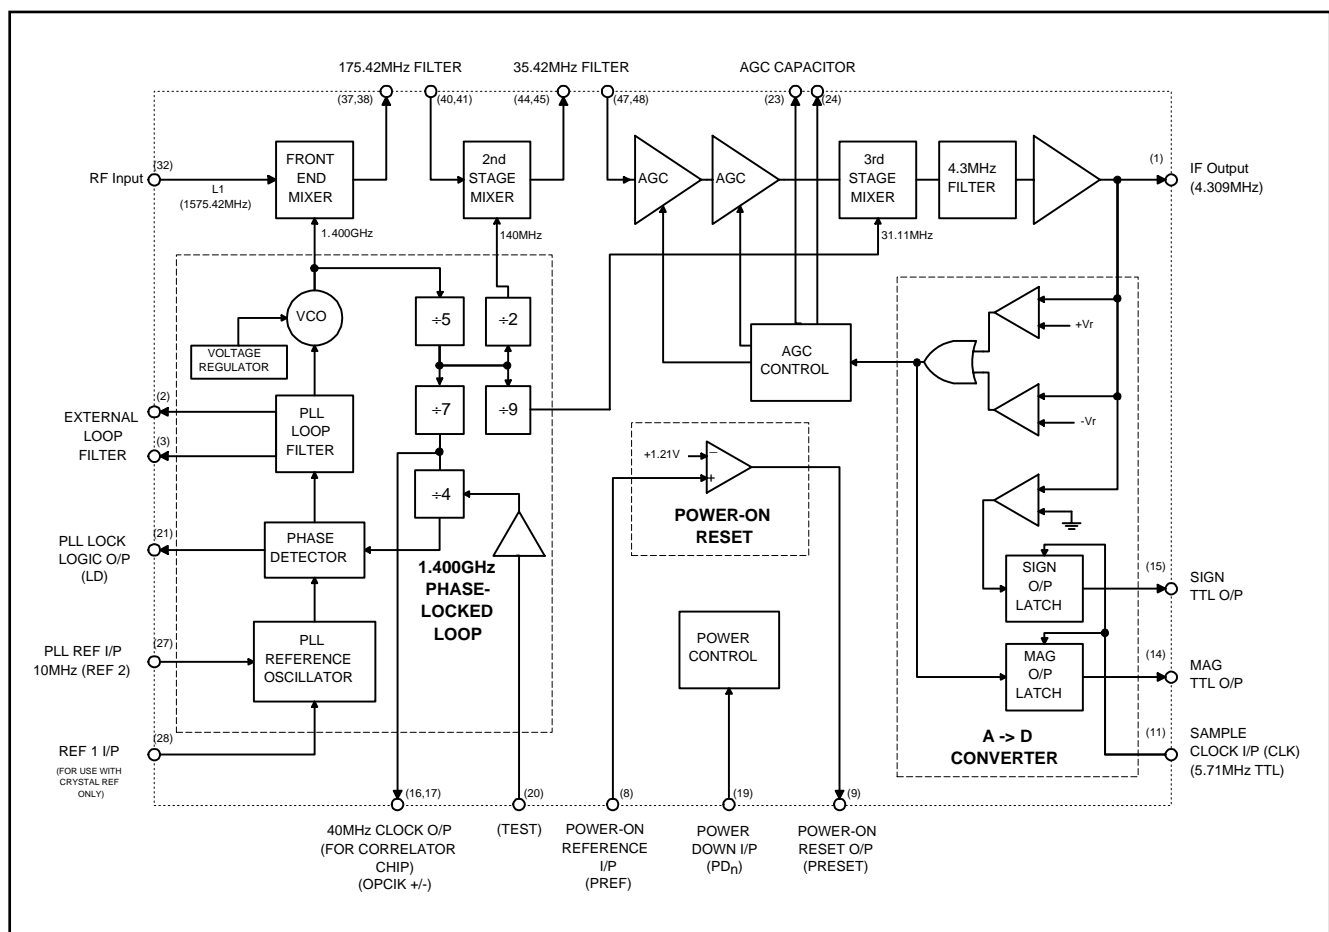 175.42MHz FILTER
35.42MHz FILTER
AGC CAPACITOR
(37,38)
(40,41)
(44,45)
(47,48)
(23)
(24)
RF Input
(32)
L1
(1575.42MHz)
FRONT
END
MIXER
2nd
STAGE
MIXER
AGC
AGC
3rd
STAGE
MIXER
4.3MHz
FILTER
(1)
IF Output
(4.309MHz)
1.400GHz
140MHz
31.11MHz
VCO
÷5
÷2
VOLTAGE
REGULATOR
AGC
CONTROL
+Vr
-Vr
÷7
÷9
EXTERNAL
LOOP
FILTER
(2)
(3)
PLL
LOOP
FILTER
+1.21V
−
+
POWER-ON
RESET
÷4
PLL LOCK
LOGIC O/P
(LD)
(21)
PHASE
DETECTOR
1.400GHz
PHASE-
LOCKED
LOOP
SIGN
O/P
LATCH
(15)
SIGN
TTL O/P
PLL REF I/P
10MHz (REF 2)
(27)
PLL
REFERENCE
OSCILLATOR
POWER
CONTROL
MAG
O/P
LATCH
(14)
MAG
TTL O/P
REF 1 I/P
(FOR USE WITH
CRYSTAL REF
ONLY)
(28)
A -> D
CONVERTER
(11)
SAMPLE
CLOCK I/P (CLK)
(5.71MHz TTL)
(16,17)
(20)
(8)
(19)
(9)
40MHz CLOCK O/P
(FOR CORRELATOR
CHIP)
(OPCIK +/-)
(TEST)
POWER-ON
REFERENCE
I/P
(PREF)
POWER
DOWN I/P
(PDn)
POWER-ON
RESET O/P
(PRESET)